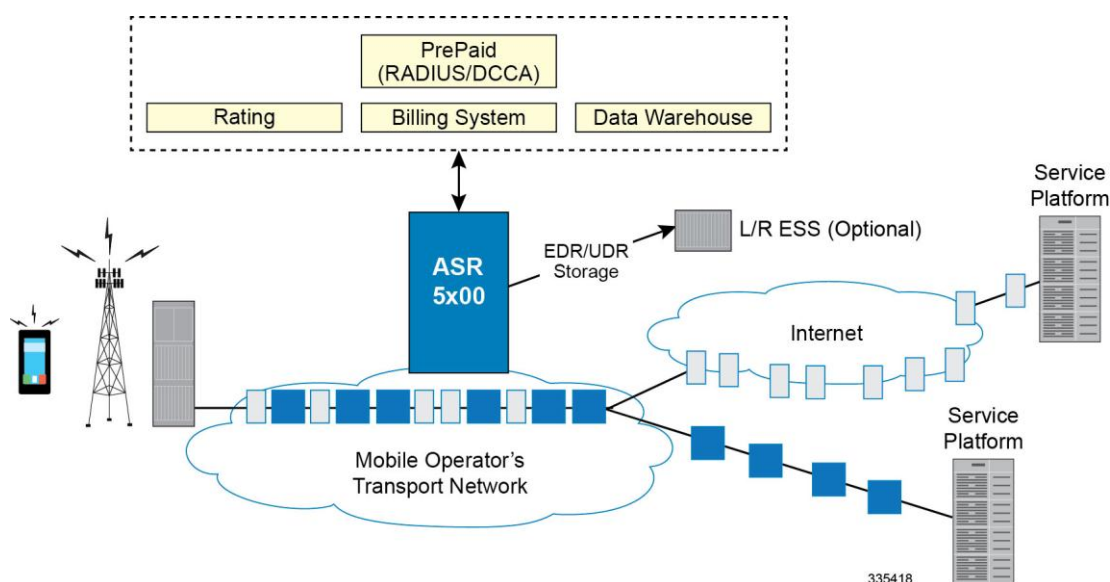 PrePaid
(RADIUS/DCCA)
Rating
Billing System
Data Warehouse
Service
Platform
ASR
5x00
EDR/UDR
Storage
L/R ESS (Optional)
Internet
Mobile Operator's
Transport Network
Service
Platform
335418